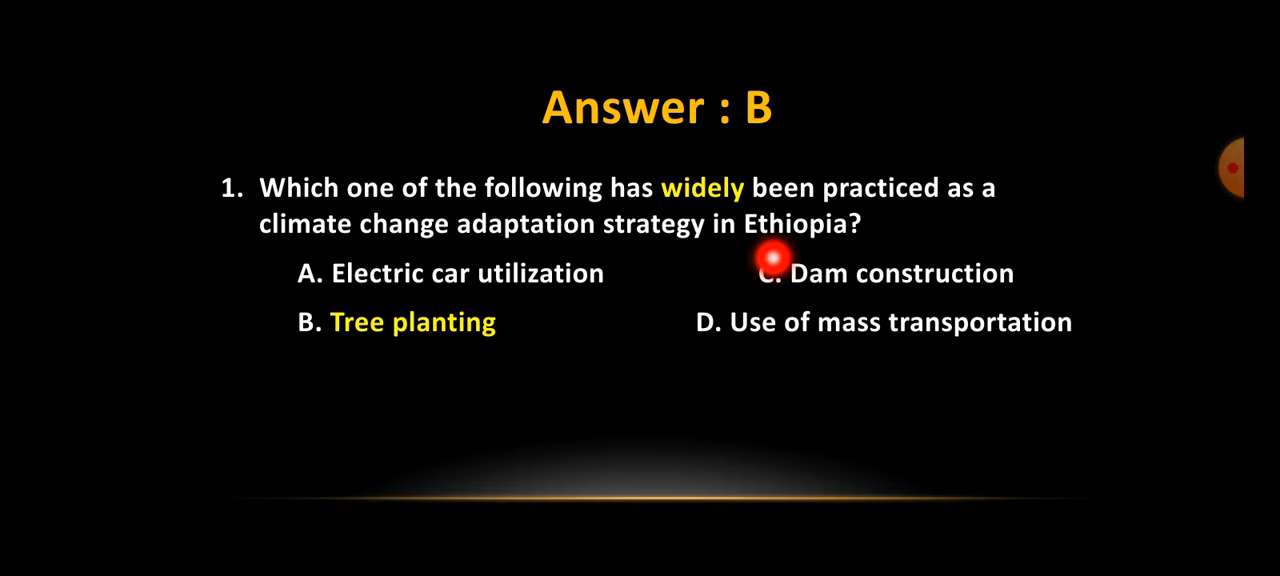 Answer : B
1. Which one of the following has widely been practiced as a
climate change adaptation strategy in Ethiopia?
A. Electric car utilization
C. Dam construction
B. Tree planting
D. Use of mass transportation